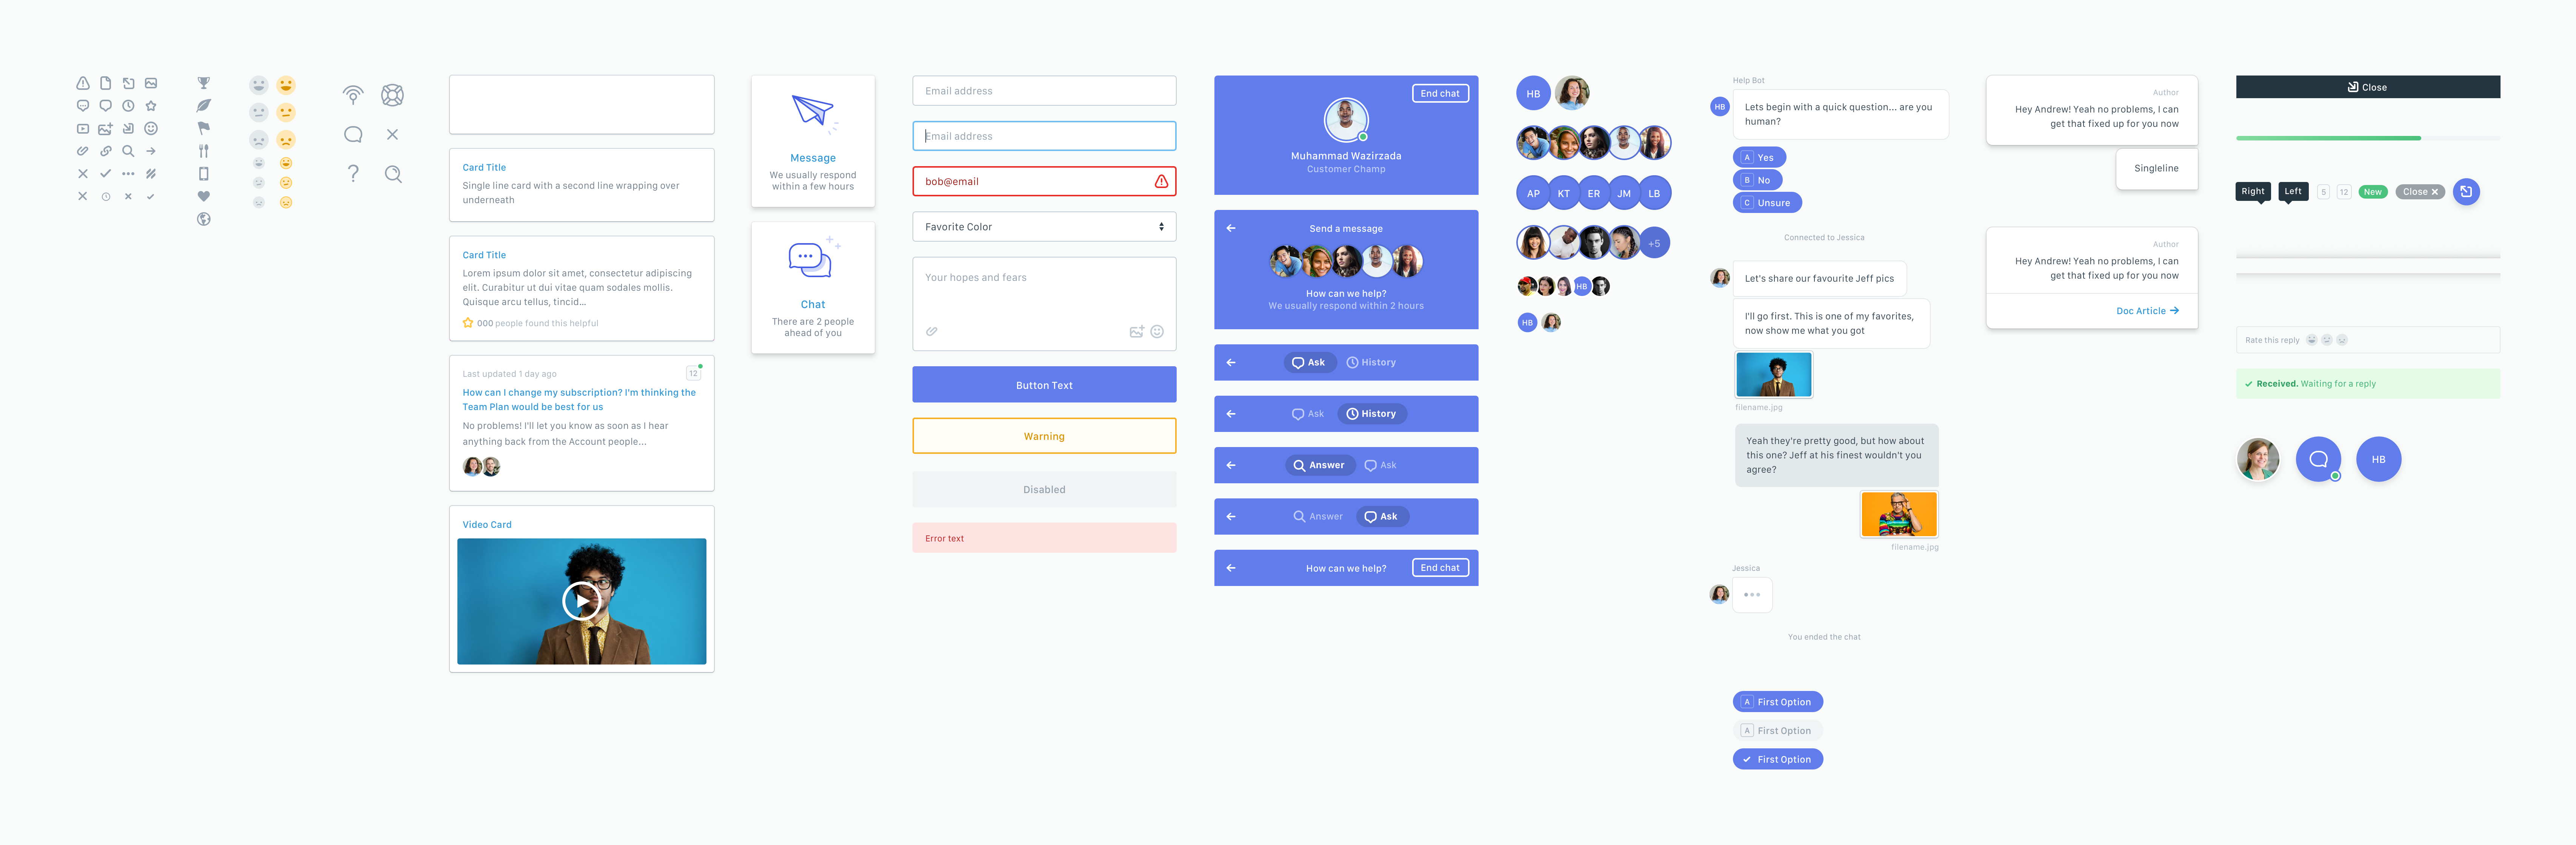 Card Title
Single line card with a second line wrapping over
underneath
Card Title
Lorem ipsum dolor sit amet, consectetur adipiscing
elit. Curabitur ut dui vitae quam sodales mollis.
Quisque arcu tellus, tincid...
000 people found this helpful
Last updated 1 day ago
12
How can I change my subscription? I'm thinking the
Team Plan would be best for us
No problems! I'll let you know as soon as I hear
anything back from the Account people...
Video Card
Message
We usually respond
within a few hours
Chat
There are 2 people
ahead of you
Email address
Email address
bob@email
Favorite Color
Your hopes and fears
Button Text
Warning
Disabled
Error text
End chat
Muhammad Wazirzada
Customer Champ
Send a message
How can we help?
We usually respond within 2 hours
Ask History
Ask History
Answer Ask
Answer Ask
How can we help? End chat
HB
AP KT ER JM LB
+5
HB
HB
Help Bot
HB
Lets begin with a quick question... are you
human?
A Yes
B No
C Unsure
Connected to Jessica
Let's share our favourite Jeff pics
I'll go first. This is one of my favorites,
now show me what you got
filename.jpg
Yeah they're pretty good, but how about
this one? Jeff at his finest wouldn't you
agree?
filename.jpg
Jessica
You ended the chat
A First Option
A First Option
First Option
Author
Hey Andrew! Yeah no problems, I can
get that fixed up for you now
Singleline
Author
Hey Andrew! Yeah no problems, I can
get that fixed up for you now
Doc Article
Close
Right Left 5 12 New Close
Rate this reply
Received. Waiting for a reply
HB